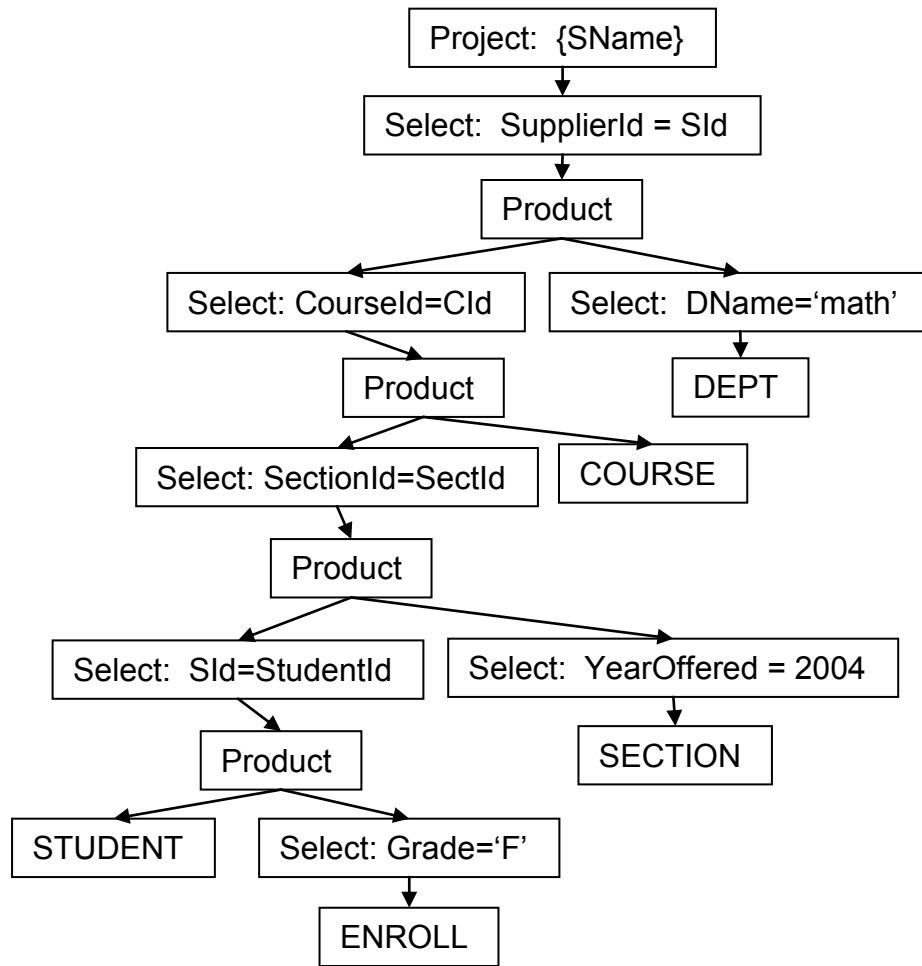 Project:  {SName}
Select:  SupplierId = SId
Product
Select: CourseId=CId
Select:  DName=‘math’
Product
DEPT
Select: SectionId=SectId
COURSE
Product
Select:  SId=StudentId
Select:  YearOffered = 2004
Product
SECTION
STUDENT
Select: Grade=‘F’
ENROLL